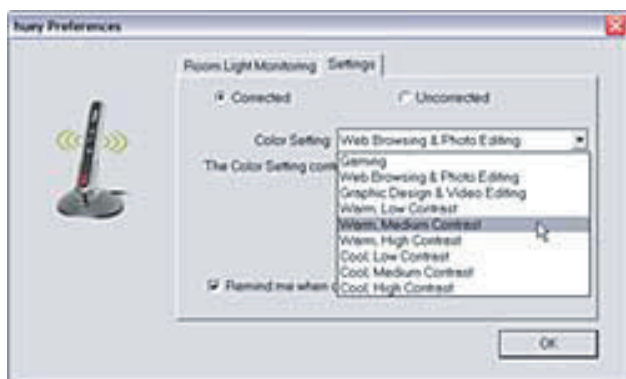 huey Preferences
Room Light Monitoring Settings
Corrected Uncorrected
Color Setting Web Browsing & Photo Editing
The Color Setting
Gaming
Web Browsing & Photo Editing
Graphic Design & Video Editing
Warm, Low Contrast
Warm, Medium Contrast
Warm, High Contrast
Cool, Low Contrast
Cool, Medium Contrast
Remind me when Cool, High Contrast
OK